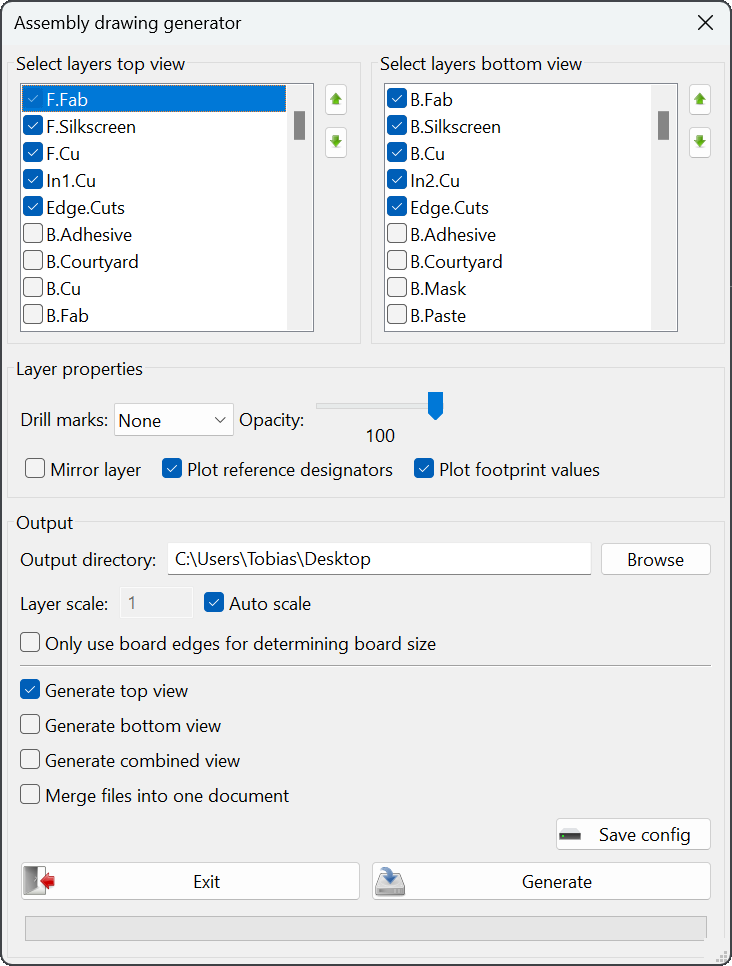 Assembly drawing generator
Select layers top view
F.Fab
F.Silkscreen
F.Cu
In1.Cu
Edge.Cuts
B.Adhesive
B.Courtyard
B.Cu
B.Fab
Select layers bottom view
B.Fab
B.Silkscreen
B.Cu
In2.Cu
Edge.Cuts
B.Adhesive
B.Courtyard
B.Mask
B.Paste
Layer properties
Drill marks: None Opacity:
100
Mirror layer Plot reference designators Plot footprint values
Output
Output directory: C:\Users\Tobias\Desktop Browse
Layer scale: 1 Auto scale
Only use board edges for determining board size
Generate top view
Generate bottom view
Generate combined view
Merge files into one document
Save config
Exit Generate